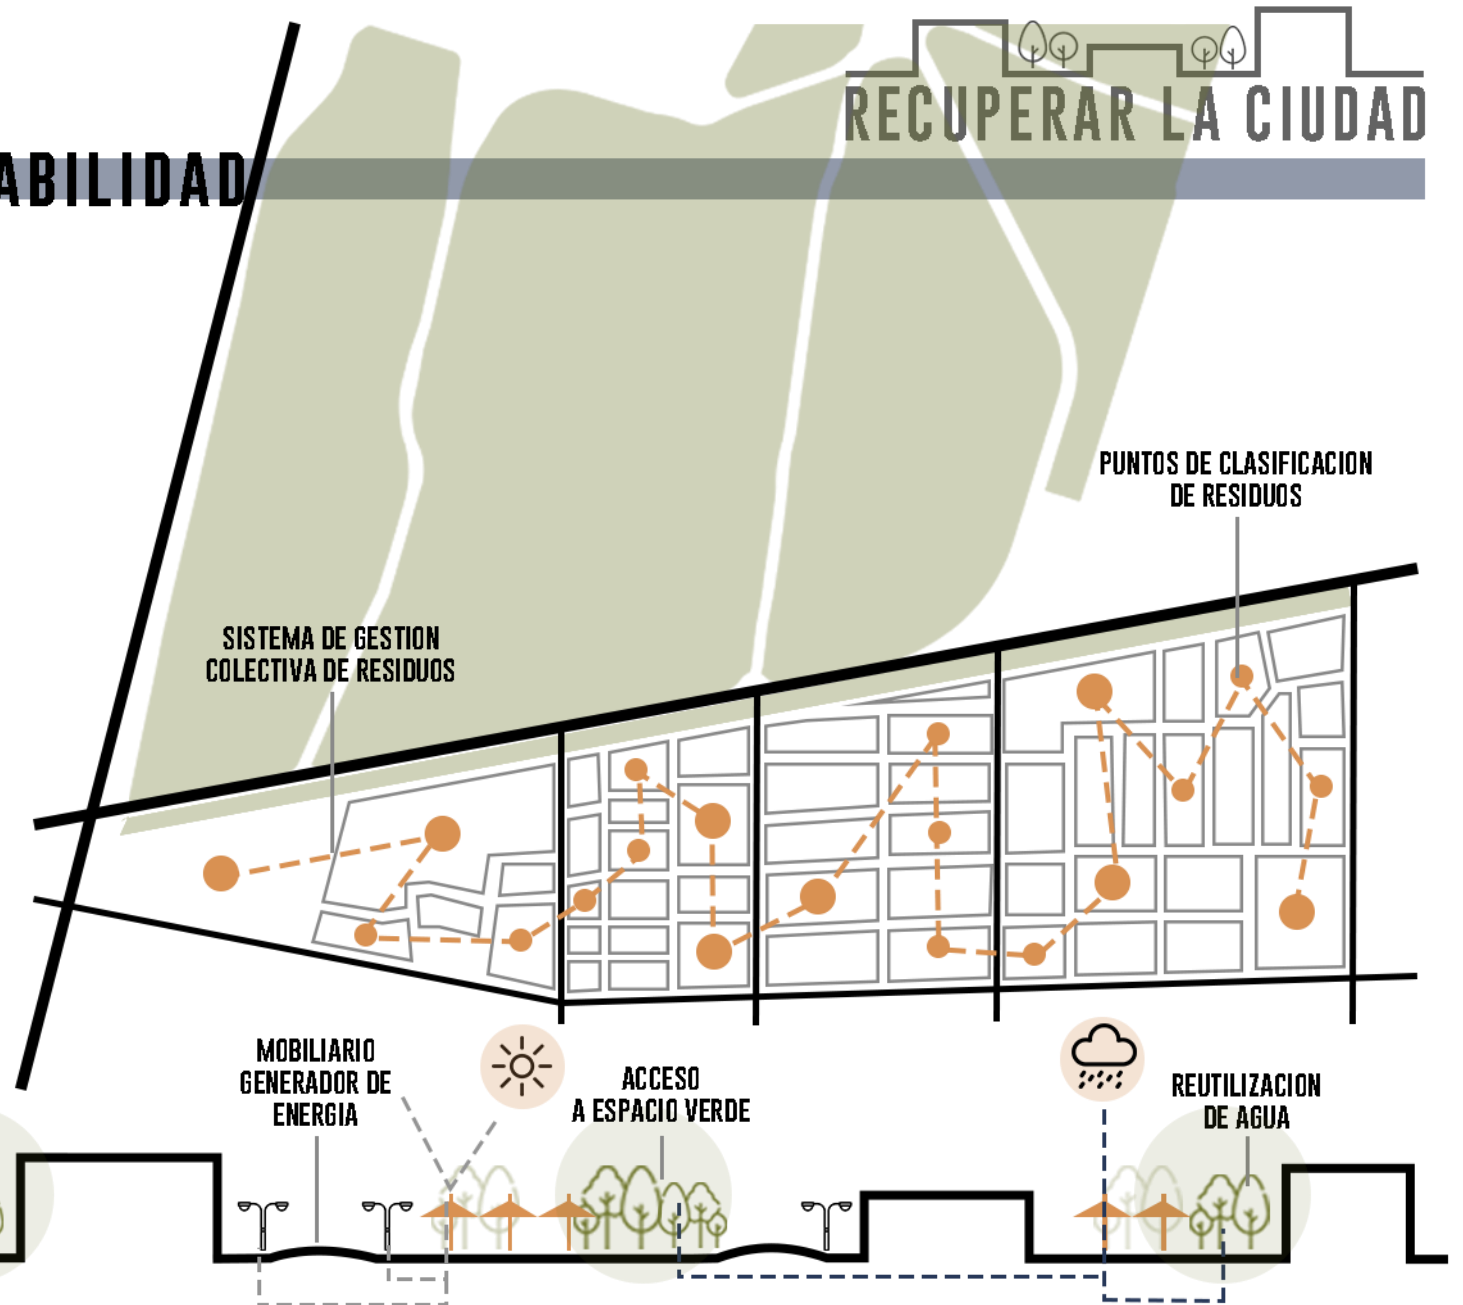 RECUPERAR LA CIUDAD
ABILIDAD
PUNTOS DE CLASIFICACION
DE RESIDUOS
SISTEMA DE GESTION
COLECTIVA DE RESIDUOS
MOBILIARIO
GENERADOR DE
ENERGIA
ACCESO
A ESPACIO VERDE
REUTILIZACION
DE AGUA